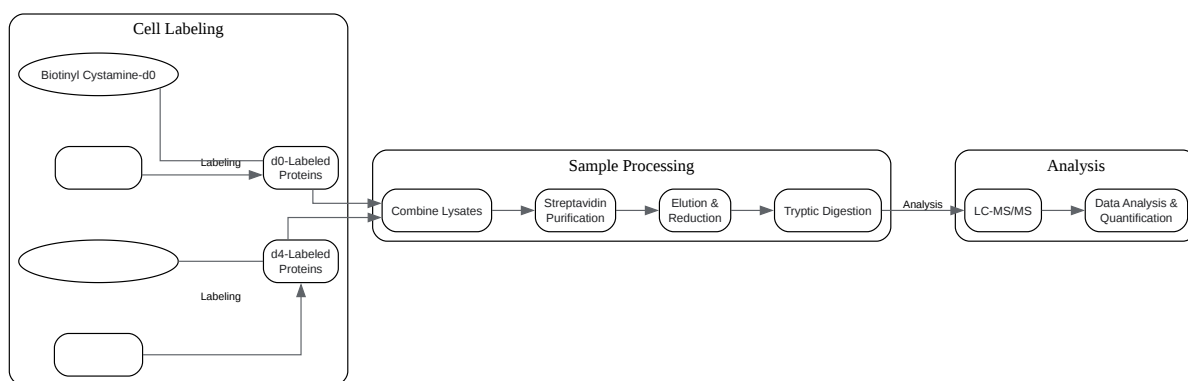 Cell Labeling
Biotinyl Cystamine-d0
Labeling
d0-Labeled
Proteins
d4-Labeled
Proteins
Labeling
Sample Processing
Combine Lysates
Streptavidin
Purification
Elution &
Reduction
Tryptic Digestion
Analysis
Analysis
LC-MS/MS
Data Analysis &
Quantification